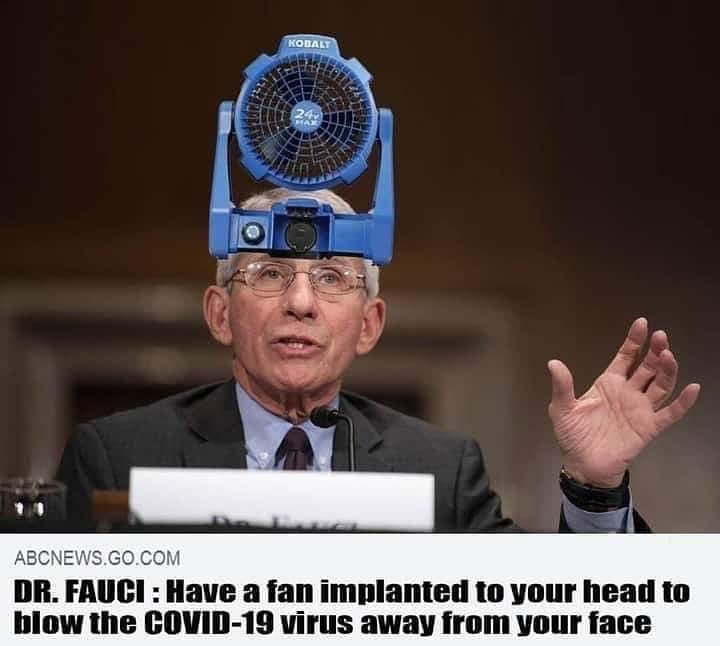 KOBALT
24v
MAX
ABCNEWS.GO.COM
DR. FAUCI : Have a fan implanted to your head to
blow the COVID-19 virus away from your face